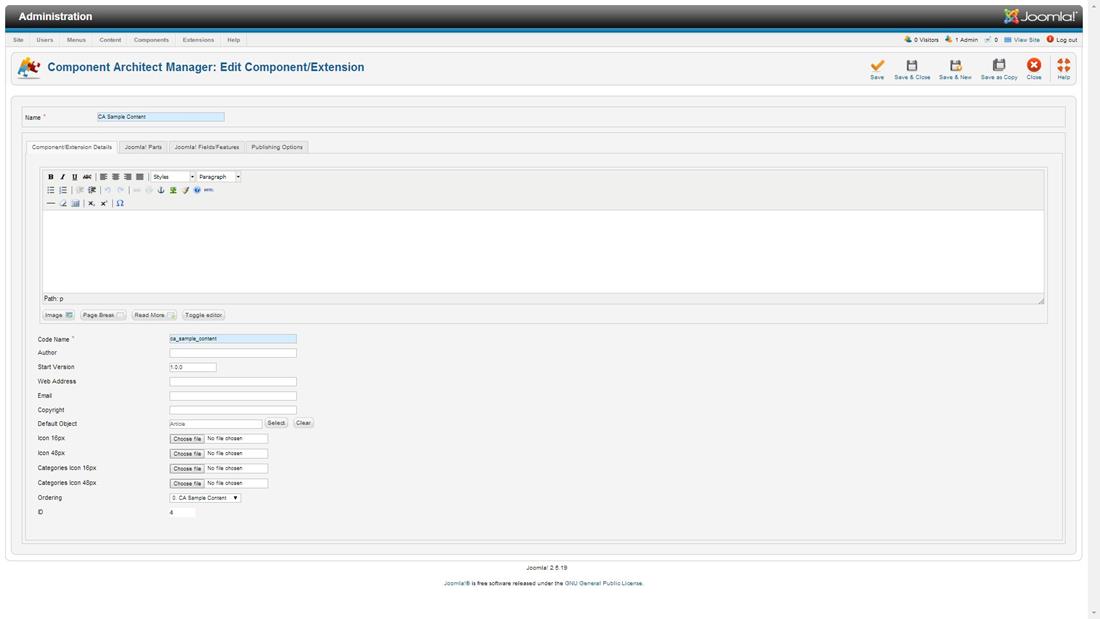 Administration
Joomla!®
Site Users Menus Content Components Extensions Help
0 Visitors 1 Admin 0 View Site Log out
Component Architect Manager: Edit Component/Extension
Save Save & Close Save & New Save as Copy Close Help
Name * CA Sample Content
Component/Extension Details Joomla! Parts Joomla! Fields/Features Publishing Options
B I U ABC Styles Paragraph
HTML
Path: p
Image Page Break Read More Toggle editor
Code Name * ca_sample_content
Author
Start Version 1.0.0
Web Address
Email
Copyright
Default Object Article Select Clear
Icon 16px Choose file No file chosen
Icon 48px Choose file No file chosen
Categories Icon 16px Choose file No file chosen
Categories Icon 48px Choose file No file chosen
Ordering 0. CA Sample Content
ID 4
Joomla! 2.5.19
Joomla!® is free software released under the GNU General Public License.